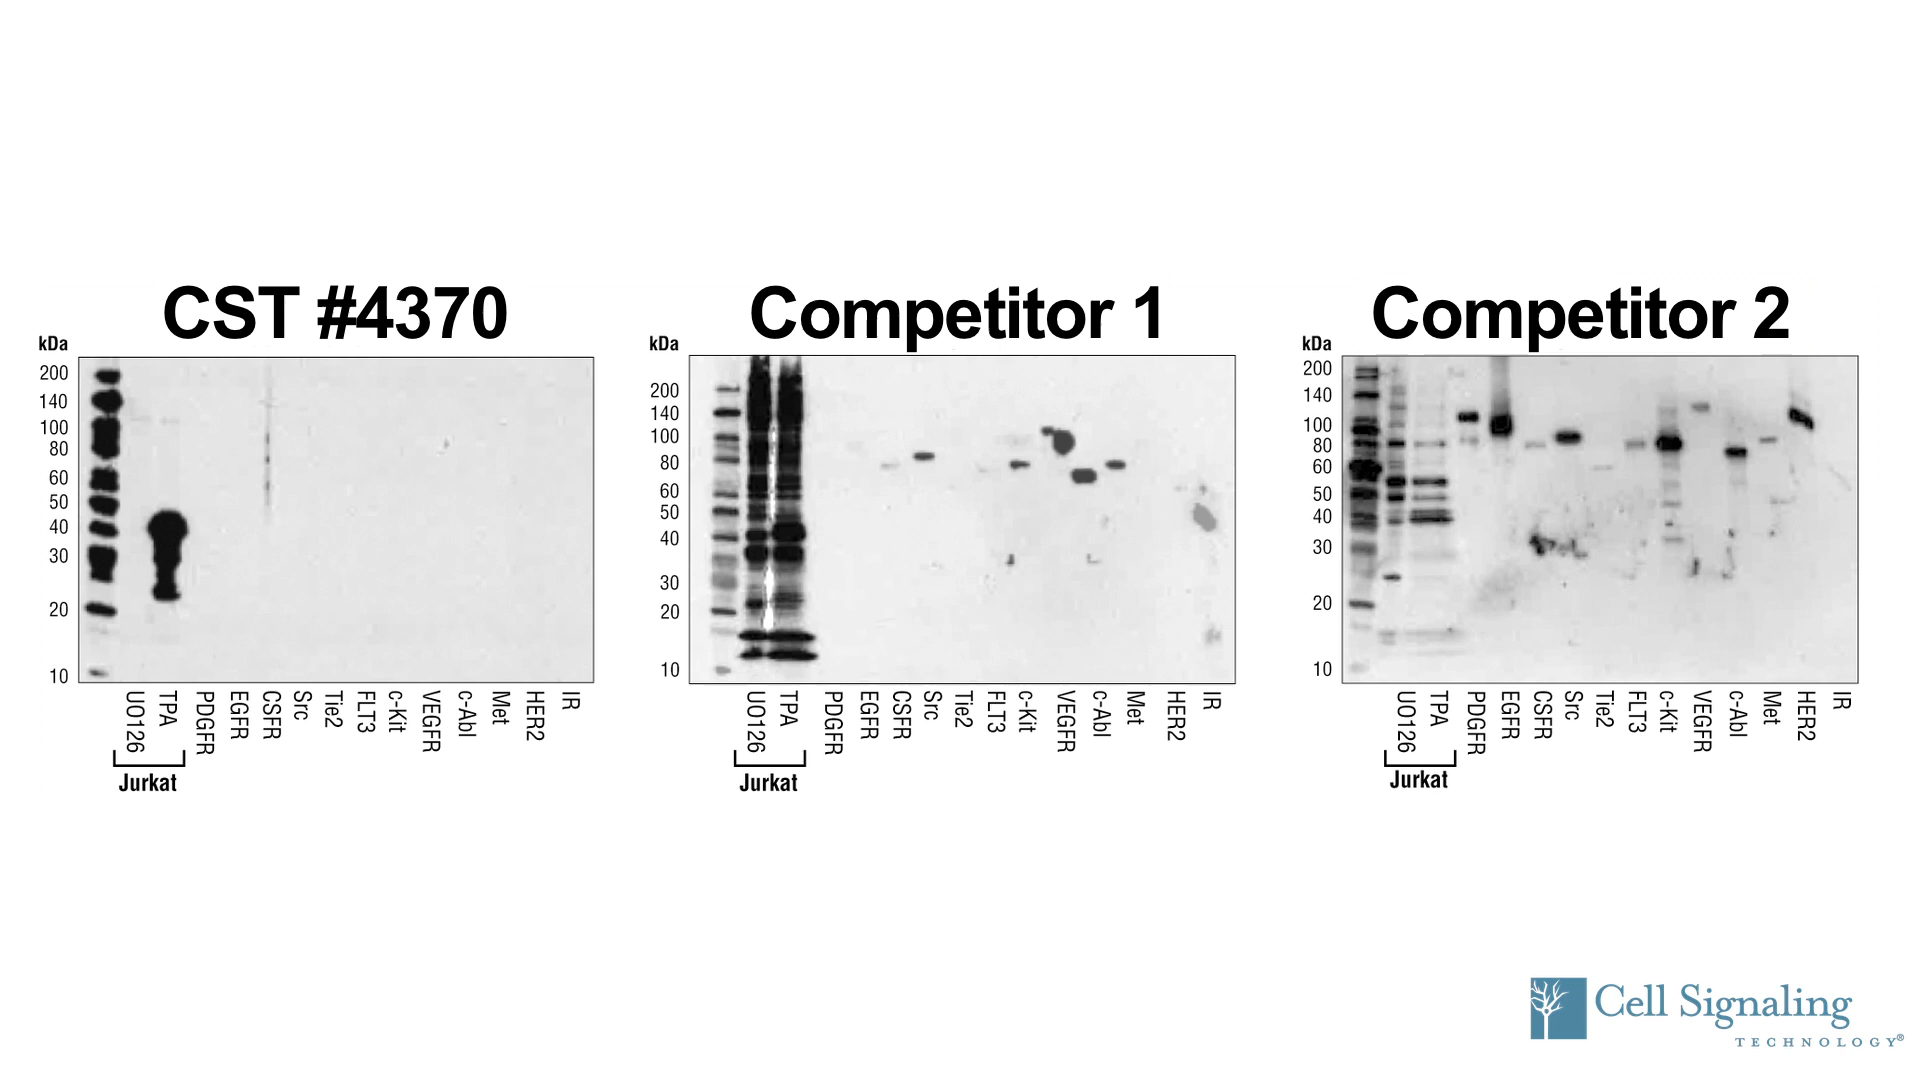 CST #4370
kDa
200
140
100
80
60
50
40
30
20
10
UO126
TPA
PDGFR
EGFR
CSFR
Src
Tie2
FLT3
c-Kit
VEGFR
c-Abl
Met
HER2
IR
Jurkat
Competitor 1
kDa
200
140
100
80
60
50
40
30
20
10
UO126
TPA
PDGFR
EGFR
CSFR
Src
Tie2
FLT3
c-Kit
VEGFR
c-Abl
Met
HER2
IR
Jurkat
Competitor 2
kDa
200
140
100
80
60
50
40
30
20
10
UO126
TPA
PDGFR
EGFR
CSFR
Src
Tie2
FLT3
c-Kit
VEGFR
c-Abl
Met
HER2
IR
Jurkat
Cell Signaling
TECHNOLOGY®